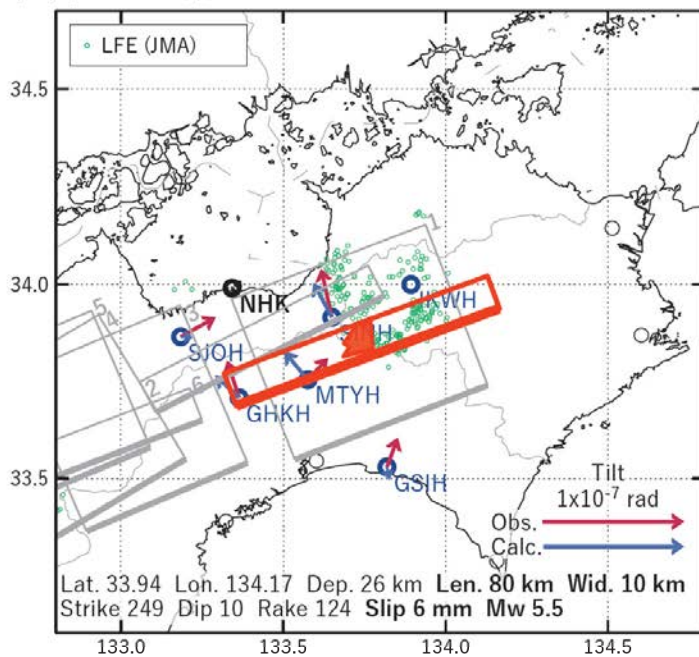 LFE (JMA)
34.5
1
34.0
NHK
IKWH
5
4
3
SJOH
2
6
MTYH
GHKH
33.5
GSIH
Tilt
1x10⁻⁷ rad
Obs.
Calc.
Lat. 33.94 Lon. 134.17 Dep. 26 km Len. 80 km Wid. 10 km
Strike 249 Dip 10 Rake 124 Slip 6 mm Mw 5.5
133.0 133.5 134.0 134.5